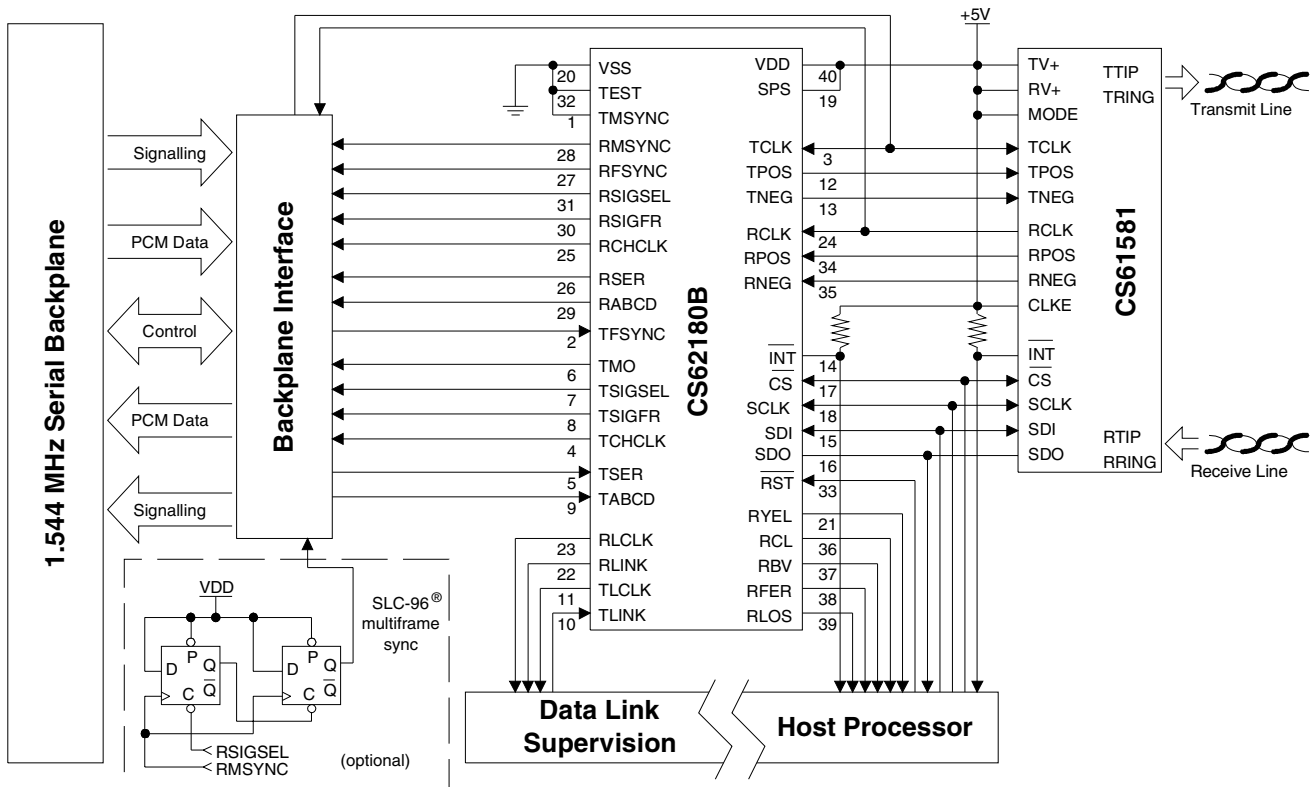 +5V
1.544 MHz Serial Backplane
Signalling
PCM Data
Control
PCM Data
Signalling
Backplane Interface
CS62180B
20 VSS
32 TEST
1 TMSYNC
28 RMSYNC
27 RFSYNC
31 RSIGSEL
30 RSIGFR
25 RCHCLK
26 RSER
29 RABCD
2 TFSYNC
6 TMO
7 TSIGSEL
8 TSIGFR
4 TCHCLK
5 TSER
9 TABCD
23 RLCLK
22 RLINK
11 TLCLK
10 TLINK
VDD 40
SPS 19
TCLK 3
TPOS 12
TNEG 13
RCLK 24
RPOS 34
RNEG 35
INT 14
CS 17
SCLK 18
SDI 15
SDO 16
RST 33
RYEL 21
RCL 36
RBV 37
RFER 38
RLOS 39
CS61581
TV+
RV+
MODE
TCLK
TPOS
TNEG
RCLK
RPOS
RNEG
CLKE
INT
CS
SCLK
SDI
SDO
TTIP
TRING
RTIP
RRING
Transmit Line
Receive Line
VDD
SLC-96®
multiframe
sync
P
D Q
Q
C
P
D Q
Q
C
RSIGSEL
RMSYNC
(optional)
Data Link
Supervision
Host Processor